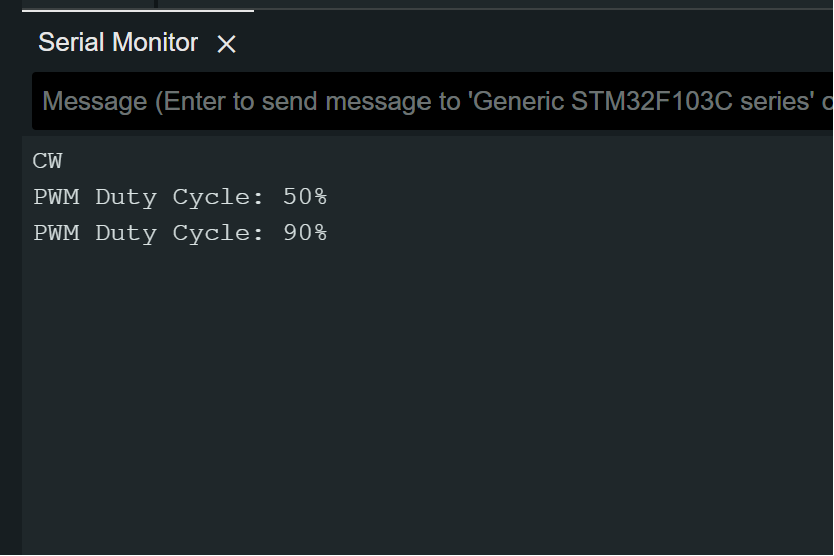 Serial Monitor
Message (Enter to send message to 'Generic STM32F103C series'
CW
PWM Duty Cycle: 50%
PWM Duty Cycle: 90%